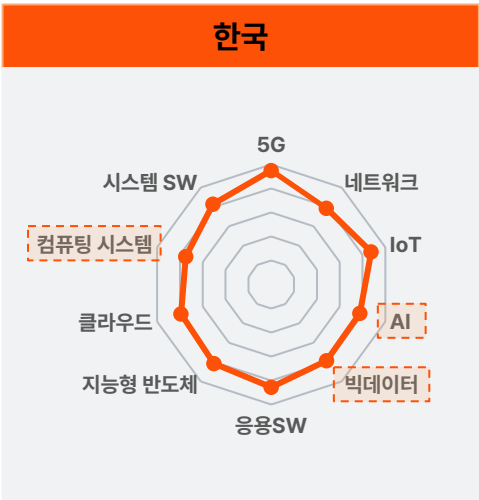 한국
5G
시스템 SW
네트워크
컴퓨팅 시스템
IoT
클라우드
AI
지능형 반도체
빅데이터
응용SW